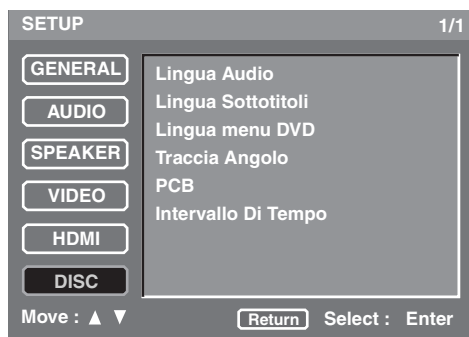 SETUP 1/1
GENERAL
AUDIO
SPEAKER
VIDEO
HDMI
DISC
Lingua Audio
Lingua Sottotitoli
Lingua menu DVD
Traccia Angolo
PCB
Intervallo Di Tempo
Move : ▲ ▼ Return Select : Enter